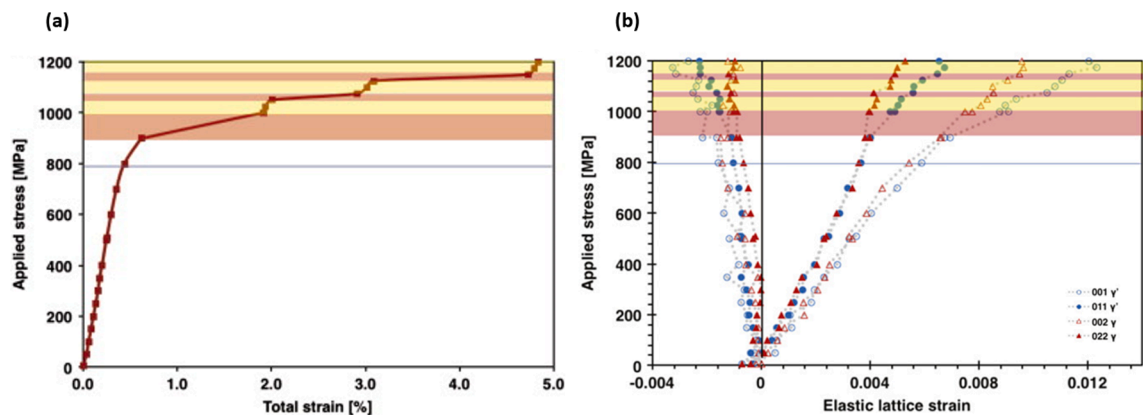 (a)
(b)
Applied stress [MPa]
1200
1000
800
600
400
200
0
0.0
1.0
2.0
3.0
4.0
5.0
Total strain [%]
Applied stress [MPa]
1200
1000
800
600
400
200
0
-0.004
0
0.004
0.008
0.012
Elastic lattice strain
001 γ'
011 γ'
002 γ
022 γ